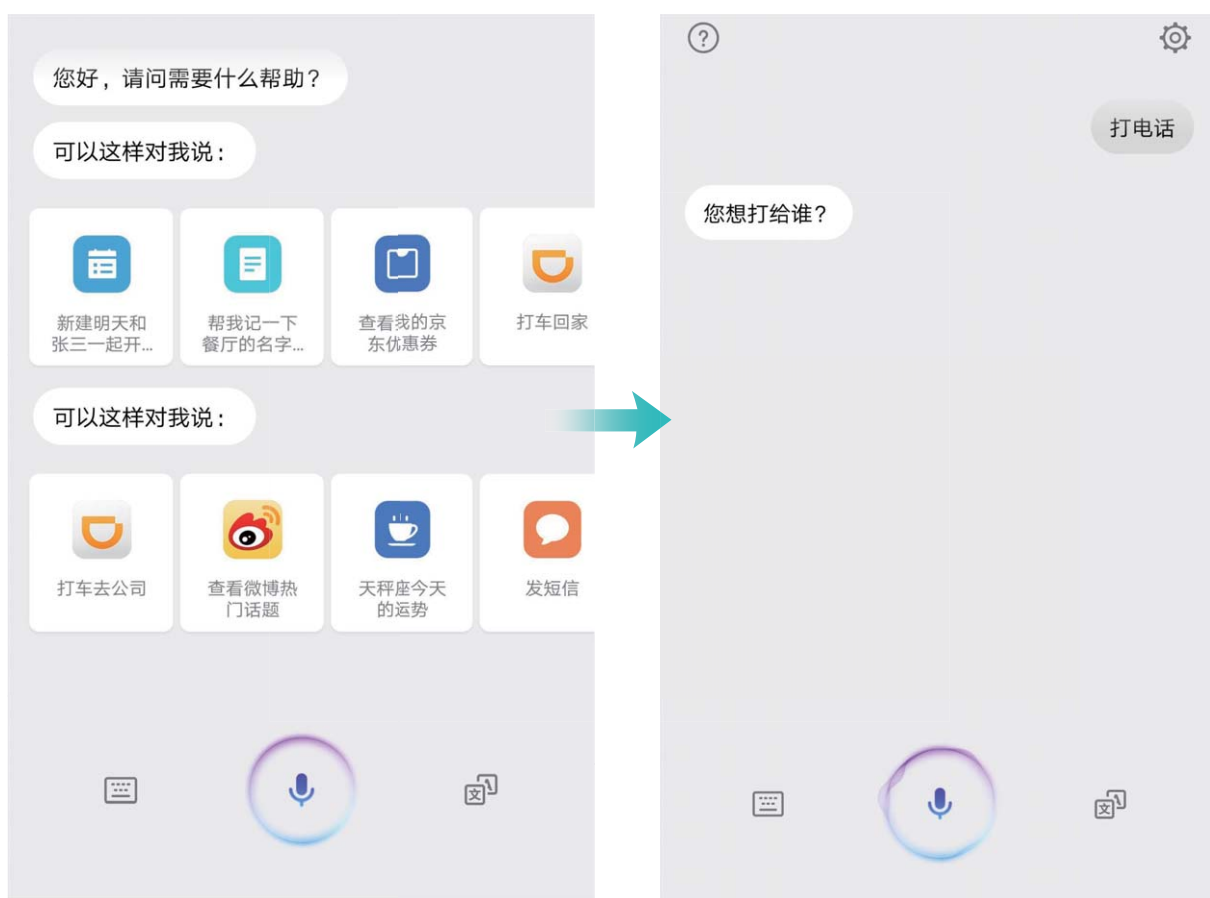 您好，请问需要什么帮助？
可以这样对我说：
新建明天和
张三一起开...
帮我记一下
餐厅的名字...
查看我的京
东优惠券
打车回家
可以这样对我说：
打车去公司
查看微博热
门话题
天秤座今天
的运势
发短信
文
?
打电话
您想打给谁？
文